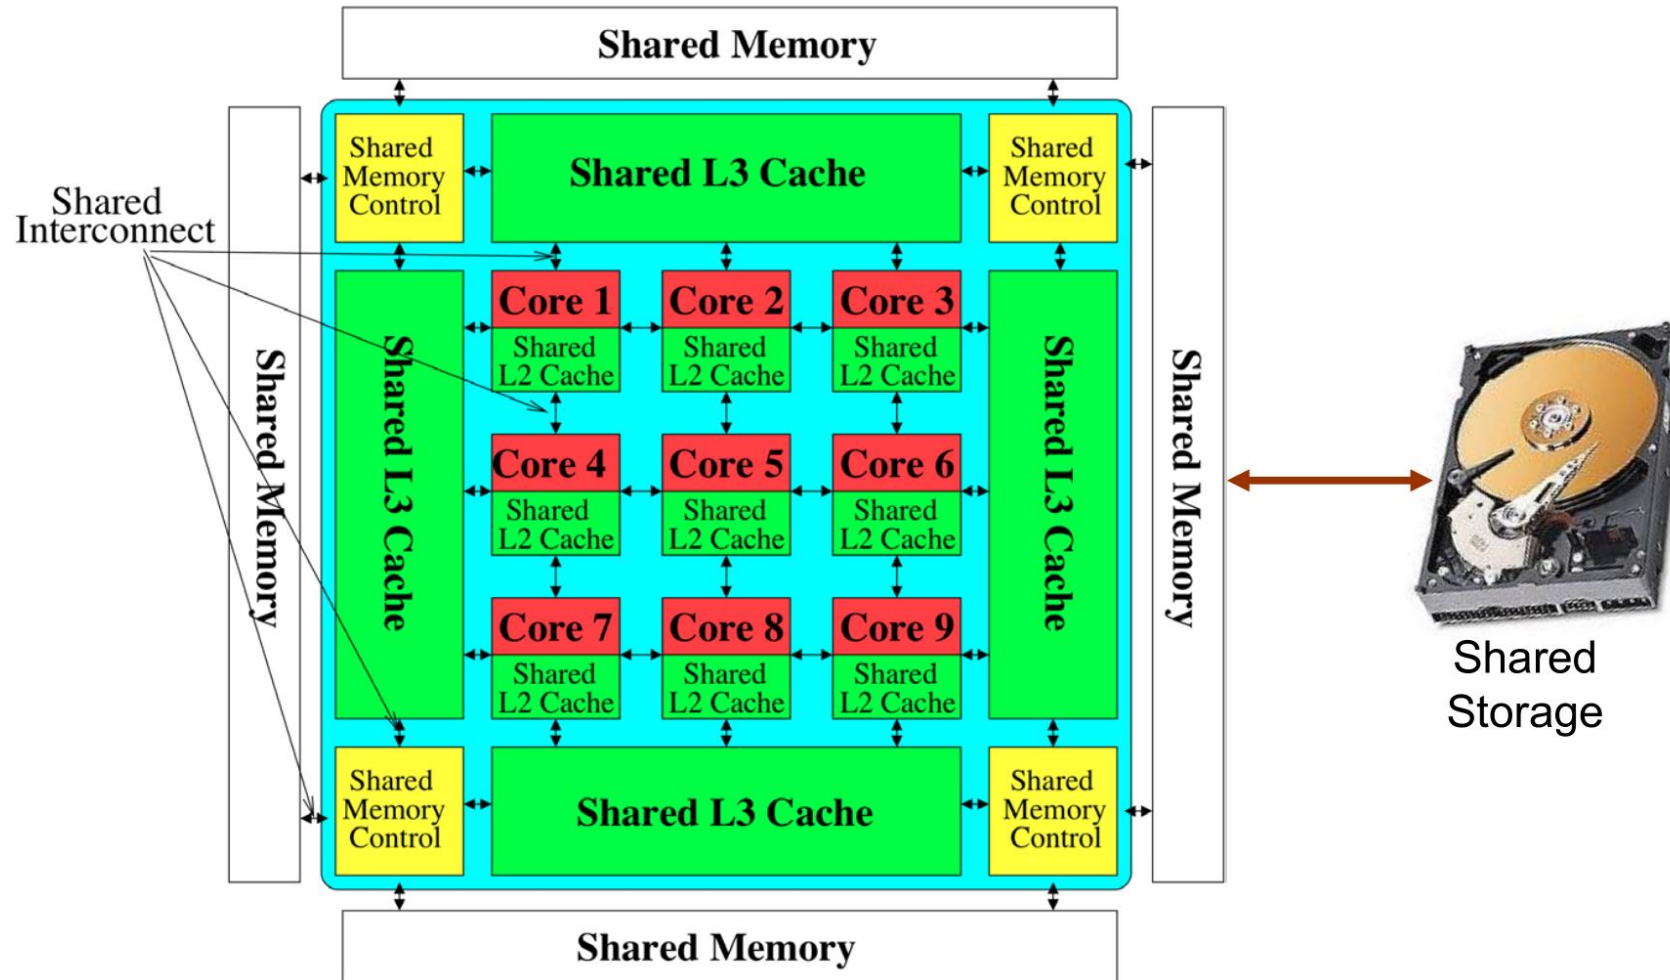 Shared Memory
Shared
Memory
Control
Shared L3 Cache
Shared
Memory
Control
Shared
Interconnect
Shared Memory
Shared L3 Cache
Core 1
Shared
L2 Cache
Core 2
Shared
L2 Cache
Core 3
Shared
L2 Cache
Core 4
Shared
L2 Cache
Core 5
Shared
L2 Cache
Core 6
Shared
L2 Cache
Core 7
Shared
L2 Cache
Core 8
Shared
L2 Cache
Core 9
Shared
L2 Cache
Shared L3 Cache
Shared Memory
Shared
Storage
Shared
Memory
Control
Shared L3 Cache
Shared
Memory
Control
Shared Memory